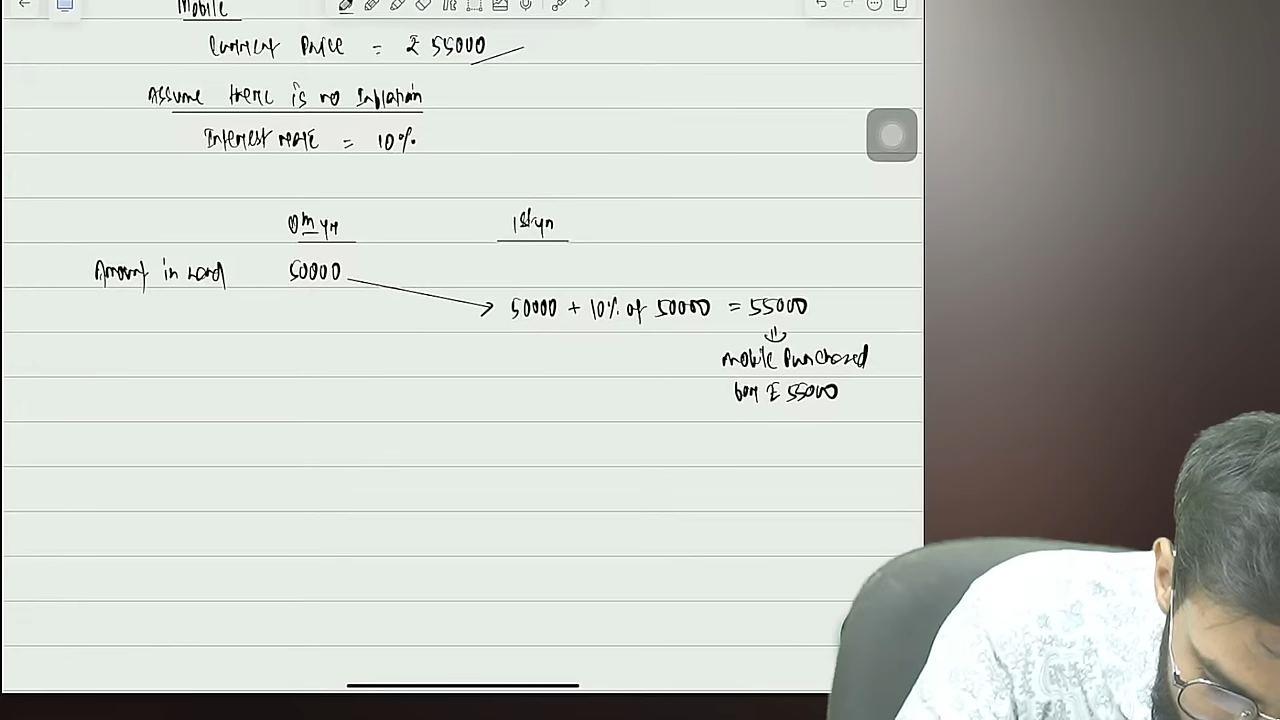 Mobile
Current Price = ₹ 55000
Assume there is no Inflation
Interest rate = 10%
0th yr 1st yr
Amount in hand 50000
50000 + 10% of 50000 = 55000
Mobile Purchased
for ₹ 55000